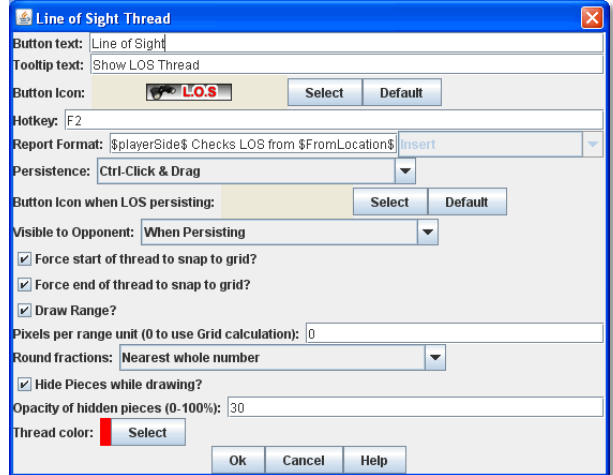 Line of Sight Thread
Button text: Line of Sight
Tooltip text: Show LOS Thread
Button Icon: L.O.S Select Default
Hotkey: F2
Report Format: $playerSide$ Checks LOS from $FromLocation$ Insert
Persistence: Ctrl-Click & Drag
Button Icon when LOS persisting: Select Default
Visible to Opponent: When Persisting
Force start of thread to snap to grid?
Force end of thread to snap to grid?
Draw Range?
Pixels per range unit (0 to use Grid calculation): 0
Round fractions: Nearest whole number
Hide Pieces while drawing?
Opacity of hidden pieces (0-100%): 30
Thread color: Select
Ok Cancel Help